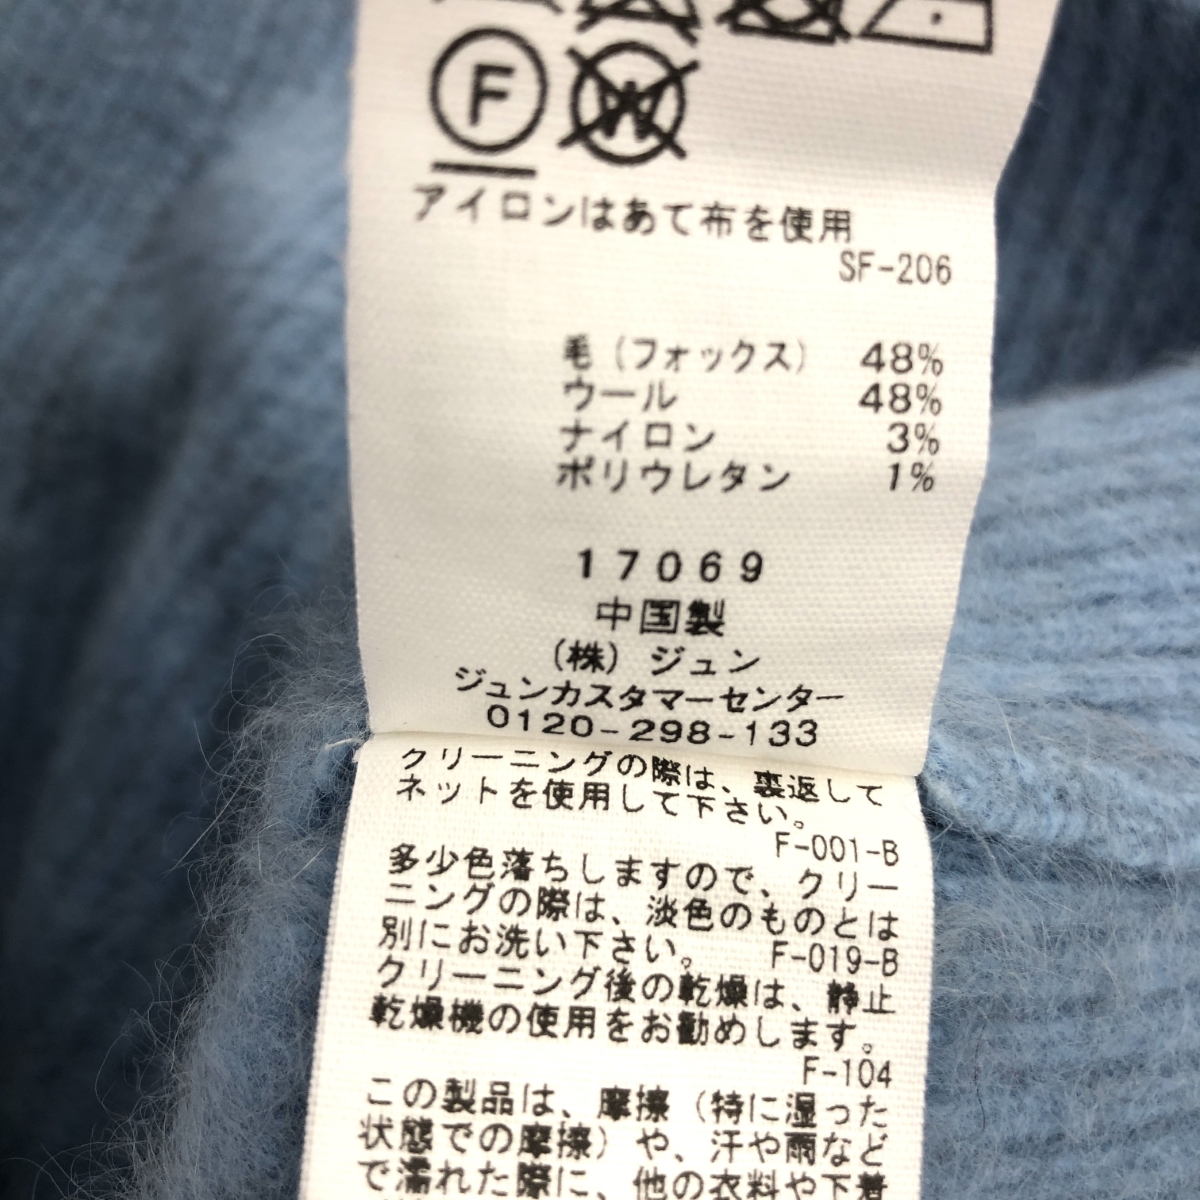 F W
アイロンはあて布を使用
SF-206
毛(フォックス) 48%
ウール 48%
ナイロン 3%
ポリウレタン 1%
17069
中国製
(株)ジュン
ジュンカスタマーセンター
0120-298-133
クリーニングの際は、裏返して
ネットを使用して下さい。
F-001-B
多少色落ちしますので、クリー
ニングの際は、淡色のものとは
別にお洗い下さい。 F-019-B
クリーニング後の乾燥は、静止
乾燥機の使用をお勧めします。
F-104
この製品は、摩擦(特に湿った
状態での摩擦)や、汗や雨など
で濡れた際に、他の衣料や下着